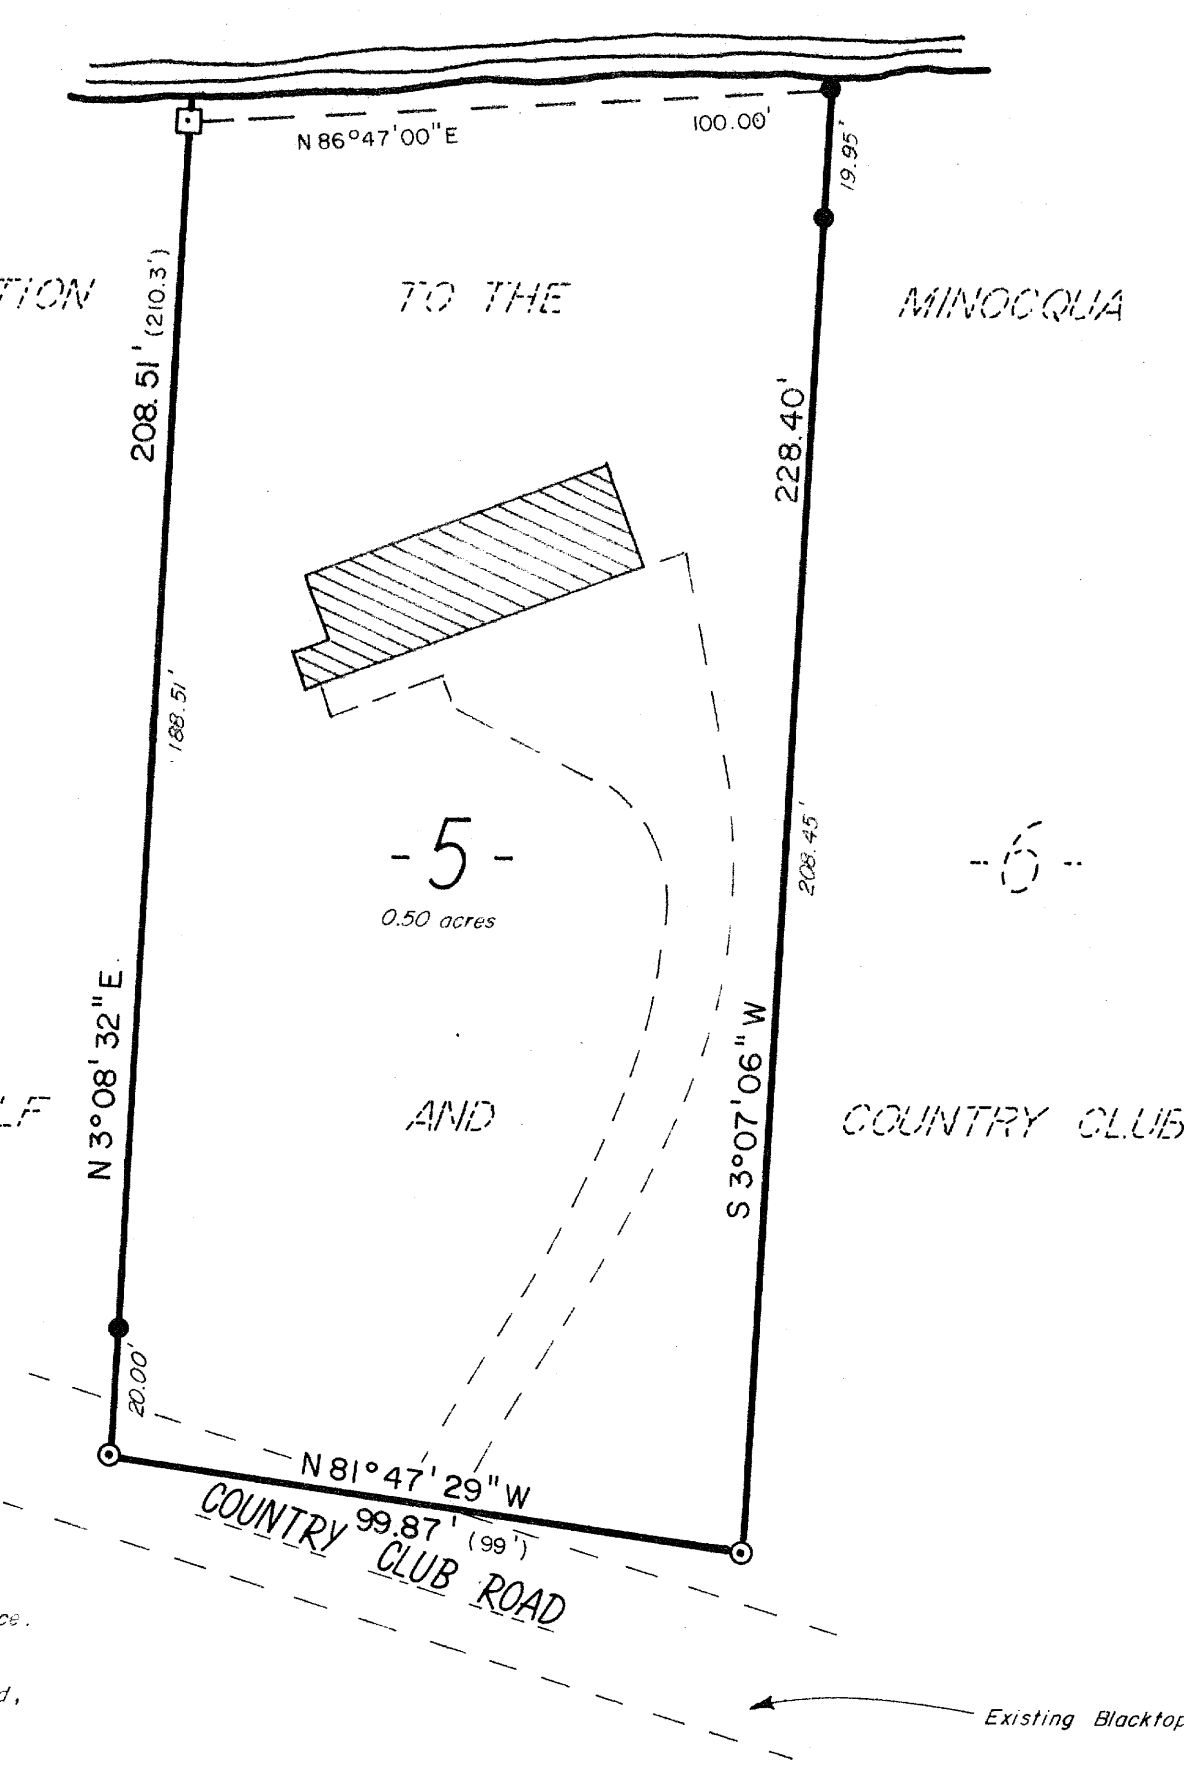 N 86°47'00"E
100.00'
19.95'
208.51' (210.3')
TION TO THE MINOCQUA
228.40'
188.51'
208.45'
-5-
0.50 acres
-6-
N 3°08'32"E
S 3°07'06"W
LF AND COUNTRY CLUB
20.00'
N 81°47'29"W
99.87' (99')
COUNTRY CLUB ROAD
ce.
d,
Existing Blacktop